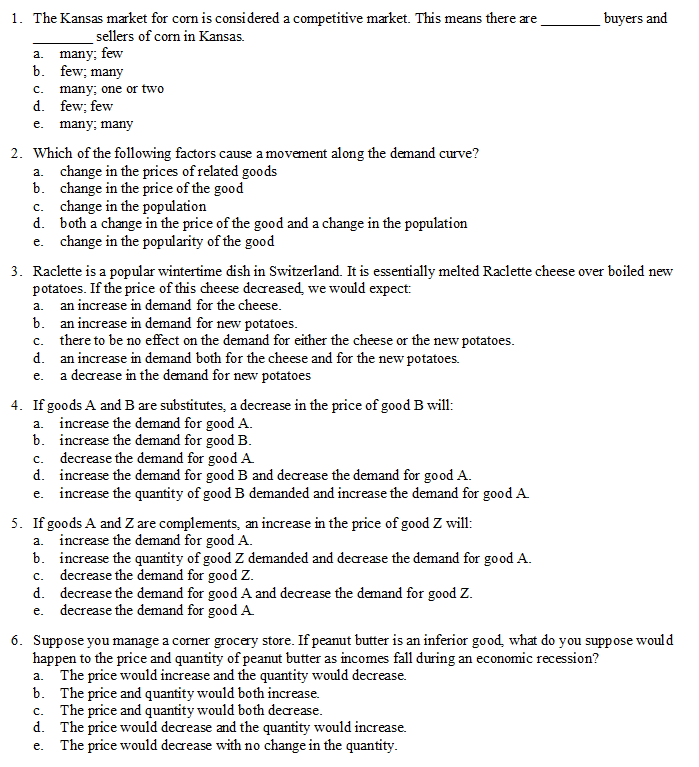 1. The Kansas market for corn is considered a competitive market. This means there are ________ buyers and
________ sellers of corn in Kansas.
a. many; few
b. few; many
c. many; one or two
d. few; few
e. many; many
2. Which of the following factors cause a movement along the demand curve?
a. change in the prices of related goods
b. change in the price of the good
c. change in the population
d. both a change in the price of the good and a change in the population
e. change in the popularity of the good
3. Raclette is a popular wintertime dish in Switzerland. It is essentially melted Raclette cheese over boiled new
potatoes. If the price of this cheese decreased, we would expect:
a. an increase in demand for the cheese.
b. an increase in demand for new potatoes.
c. there to be no effect on the demand for either the cheese or the new potatoes.
d. an increase in demand both for the cheese and for the new potatoes.
e. a decrease in the demand for new potatoes
4. If goods A and B are substitutes, a decrease in the price of good B will:
a. increase the demand for good A.
b. increase the demand for good B.
c. decrease the demand for good A.
d. increase the demand for good B and decrease the demand for good A.
e. increase the quantity of good B demanded and increase the demand for good A.
5. If goods A and Z are complements, an increase in the price of good Z will:
a. increase the demand for good A.
b. increase the quantity of good Z demanded and decrease the demand for good A.
c. decrease the demand for good Z.
d. decrease the demand for good A and decrease the demand for good Z.
e. decrease the demand for good A.
6. Suppose you manage a corner grocery store. If peanut butter is an inferior good, what do you suppose would
happen to the price and quantity of peanut butter as incomes fall during an economic recession?
a. The price would increase and the quantity would decrease.
b. The price and quantity would both increase.
c. The price and quantity would both decrease.
d. The price would decrease and the quantity would increase.
e. The price would decrease with no change in the quantity.